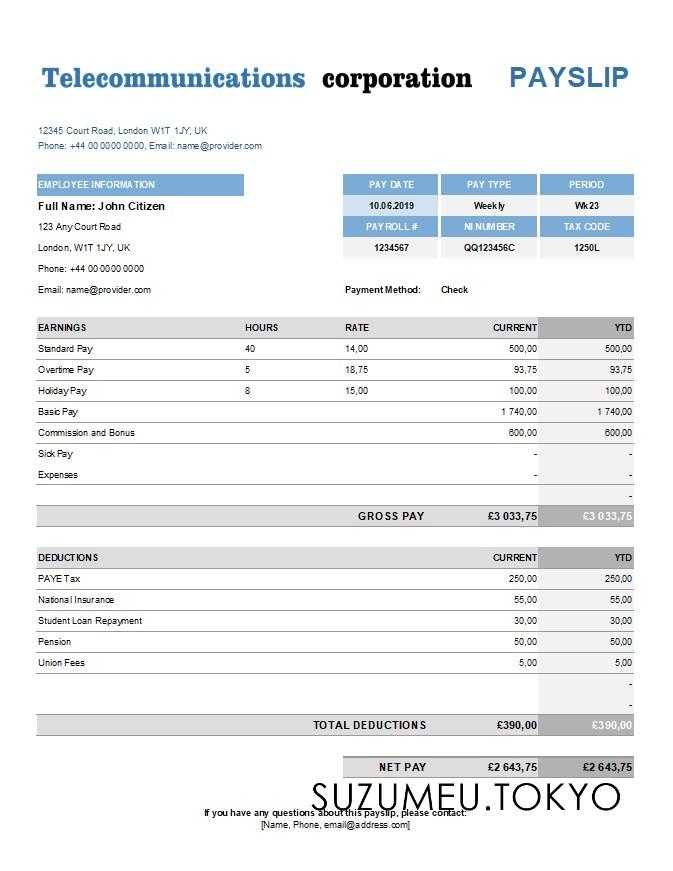 Telecommunications corporation PAYSLIP
12345 Court Road, London W1T 1JY, UK
Phone: +44 00 0000 0000, Email: name@provider.com
EMPLOYEE INFORMATION PAY DATE PAY TYPE PERIOD
Full Name: John Citizen 10.06.2019 Weekly Wk23
123 Any Court Road PAYROLL # NI NUMBER TAX CODE
London, W1T 1JY, UK 1234567 QQ123456C 1250L
Phone: +44 00 0000 0000
Email: name@provider.com Payment Method: Check
EARNINGS HOURS RATE CURRENT YTD
Standard Pay 40 14,00 500,00 500,00
Overtime Pay 5 18,75 93,75 93,75
Holiday Pay 8 15,00 100,00 100,00
Basic Pay 1 740,00 1 740,00
Commission and Bonus 600,00 600,00
Sick Pay - -
Expenses - -
-
GROSS PAY £3 033,75 £3 033,75
DEDUCTIONS CURRENT YTD
PAYE Tax 250,00 250,00
National Insurance 55,00 55,00
Student Loan Repayment 30,00 30,00
Pension 50,00 50,00
Union Fees 5,00 5,00
-
-
TOTAL DEDUCTIONS £390,00 £390,00
NET PAY £2 643,75 £2 643,75
SUZUMEU.TOKYO
If you have any questions about this payslip, please contact:
[Name, Phone, email@address.com]